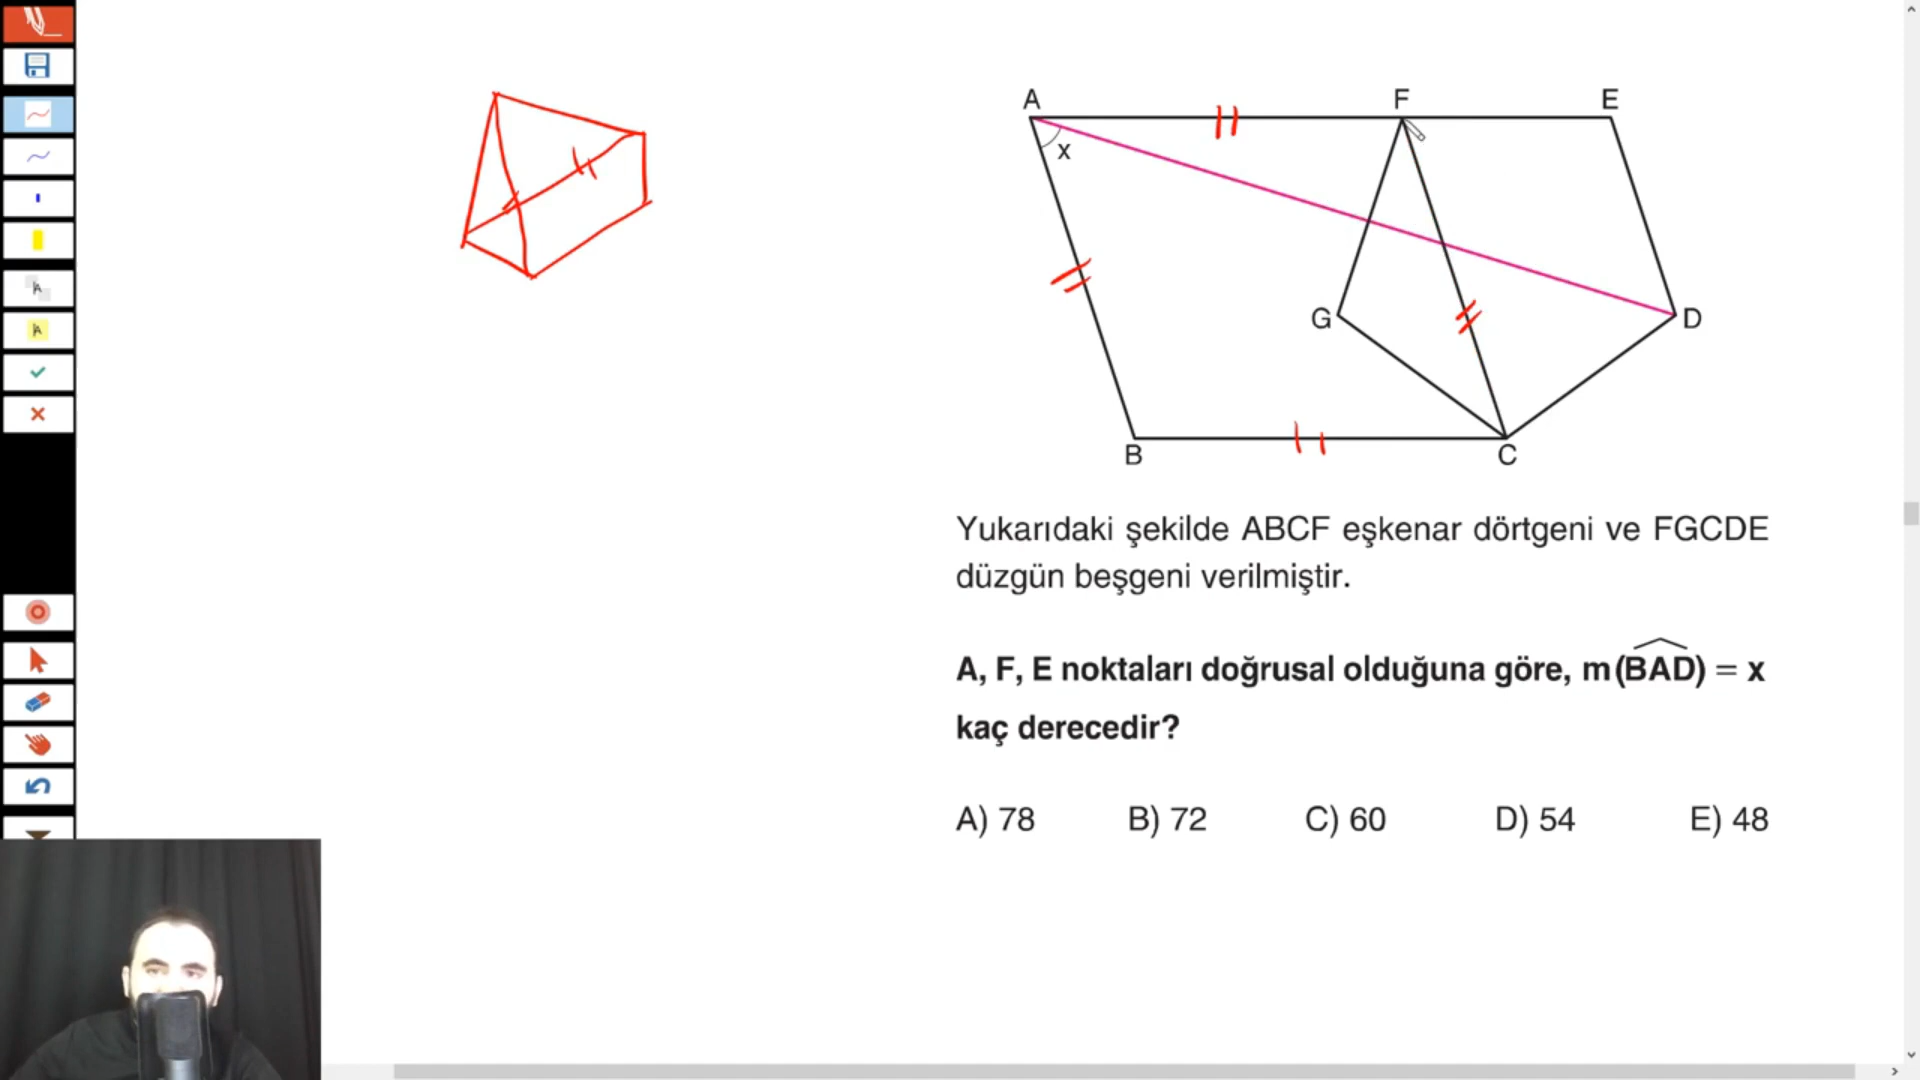 A F E
x
G D
B C
Yukarıdaki şekilde ABCF eşkenar dörtgeni ve FGCDE
düzgün beşgeni verilmiştir.
A, F, E noktaları doğrusal olduğuna göre, m(BAD) = x
kaç derecedir?
A) 78 B) 72 C) 60 D) 54 E) 48